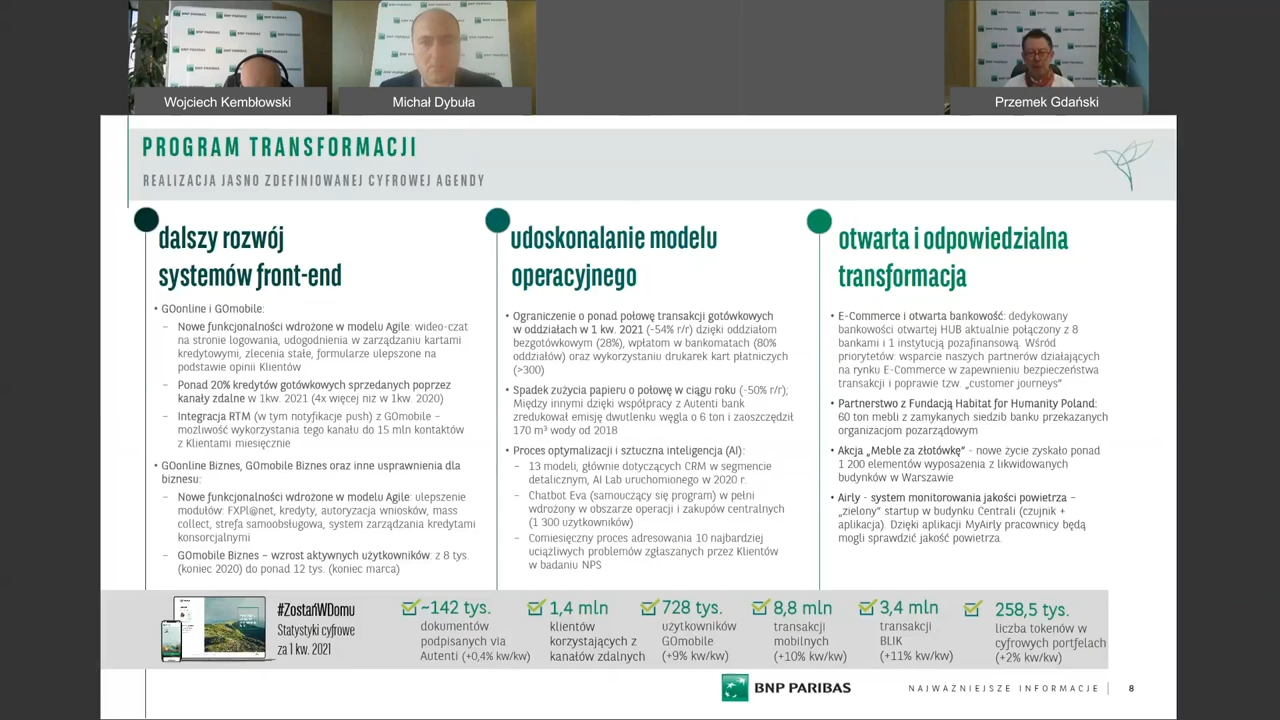 BNP PARIBAS
BNP PARIBAS
BNP PARIBAS
Wojciech Kembłowski
Michał Dybuła
Przemek Gdański
PROGRAM TRANSFORMACJI
REALIZACJA JASNO ZDEFINIOWANEJ CYFROWEJ AGENDY
dalszy rozwój
systemów front-end
• GOonline i GOmobile:
– Nowe funkcjonalności wdrożone w modelu Agile: wideo-czat
na stronie logowania, udogodnienia w zarządzaniu kartami
kredytowymi, zlecenia stałe, formularze ulepszone na
podstawie opinii Klientów
– Ponad 20% kredytów gotówkowych sprzedanych poprzez
kanały zdalne w 1kw. 2021 (4x więcej niż w 1kw. 2020)
– Integracja RTM (w tym notyfikacje push) z GOmobile –
możliwość wykorzystania tego kanału do 15 mln kontaktów
z Klientami miesięcznie
• GOonline Biznes, GOmobile Biznes oraz inne usprawnienia dla
biznesu:
– Nowe funkcjonalności wdrożone w modelu Agile: ulepszenie
modułów: FXPl@net, kredyty, autoryzacja wniosków, mass
collect, strefa samoobsługowa, system zarządzania kredytami
konsorcjalnymi
– GOmobile Biznes – wzrost aktywnych użytkowników: z 8 tys.
(koniec 2020) do ponad 12 tys. (koniec marca)
udoskonalanie modelu
operacyjnego
• Ograniczenie o ponad połowę transakcji gotówkowych
w oddziałach w 1 kw. 2021 (-54% r/r) dzięki oddziałom
bezgotówkowym (28%), wpłatom w bankomatach (80%
oddziałów) oraz wykorzystaniu drukarek kart płatniczych
(>300)
• Spadek zużycia papieru o połowę w ciągu roku (-50% r/r);
Między innymi dzięki współpracy z Autenti bank
zredukował emisję dwutlenku węgla o 6 ton i zaoszczędził
170 m³ wody od 2018
• Proces optymalizacji i sztuczna inteligencja (AI):
– 13 modeli, głównie dotyczących CRM w segmencie
detalicznym, AI Lab uruchomionego w 2020 r.
– Chatbot Eva (samouczący się program) w pełni
wdrożony w obszarze operacji i zakupów centralnych
(1 300 użytkowników)
– Comiesięczny proces adresowania 10 najbardziej
uciążliwych problemów zgłaszanych przez Klientów
w badaniu NPS
otwarta i odpowiedzialna
transformacja
• E-Commerce i otwarta bankowość: dedykowany
bankowości otwartej HUB aktualnie połączony z 8
bankami i 1 instytucją pozafinansową. Wśród
priorytetów: wsparcie naszych partnerów działających
na rynku E-Commerce w zapewnieniu bezpieczeństwa
transakcji i poprawie tzw. „customer journeys”
• Partnerstwo z Fundacją Habitat for Humanity Poland:
60 ton mebli z zamykanych siedzib banku przekazanych
organizacjom pozarządowym
• Akcja „Meble za złotówkę” - nowe życie zyskało ponad
1 200 elementów wyposażenia z likwidowanych
budynków w Warszawie
• Airly - system monitorowania jakości powietrza –
„zielony” startup w budynku Centrali (czujnik +
aplikacja). Dzięki aplikacji MyAirly pracownicy będą
mogli sprawdzić jakość powietrza.
#ZostańWDomu
Statystyki cyfrowe
za 1 kw. 2021
~142 tys.
dokumentów
podpisanych via
Autenti (+0,4% kw/kw)
1,4 mln
klientów
korzystających z
kanałów zdalnych
728 tys.
użytkowników
GOmobile
(+9% kw/kw)
8,8 mln
transakcji
mobilnych
(+10% kw/kw)
3,4 mln
transakcji
BLIK
(+11% kw/kw)
258,5 tys.
liczba tokenów w
cyfrowych portfelach
(+2% kw/kw)
BNP PARIBAS
NAJWAŻNIEJSZE INFORMACJE | 8